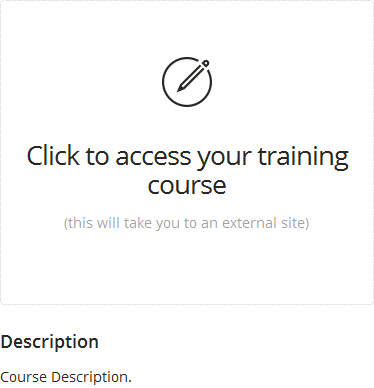 Click to access your training
course
(this will take you to an external site)
Description
Course Description.